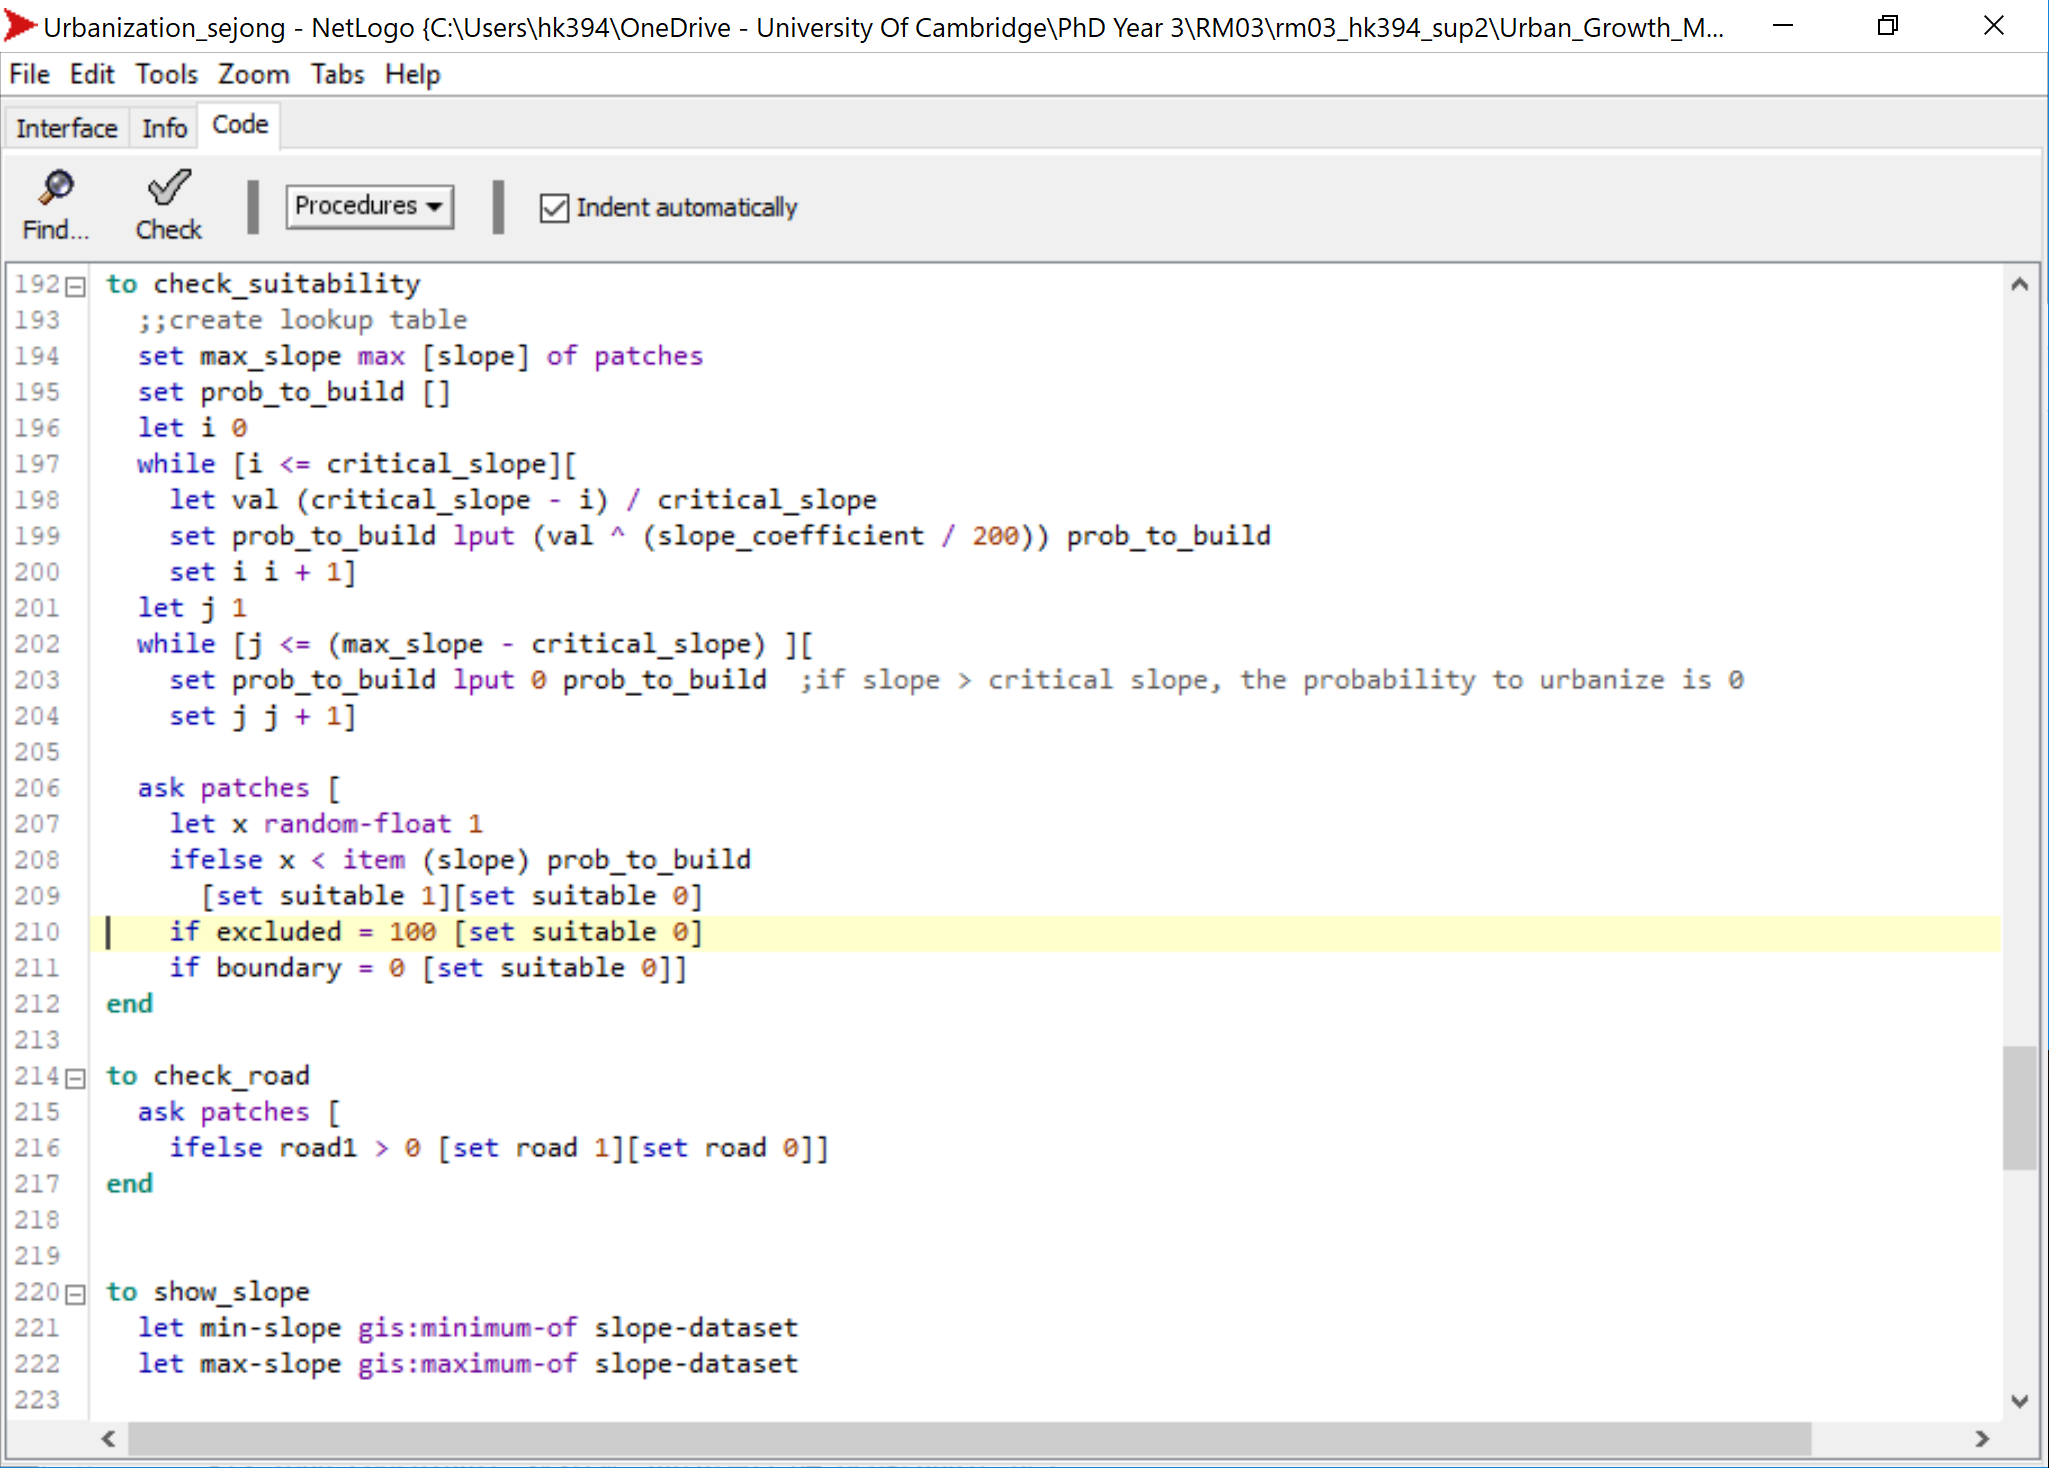 Urbanization_sejong - NetLogo {C:\Users\hk394\OneDrive - University Of Cambridge\PhD Year 3\RM03\rm03_hk394_sup2\Urban_Growth_M...
File Edit Tools Zoom Tabs Help
Interface Info Code
Find... Check Procedures Indent automatically
192 to check_suitability
193 ;;create lookup table
194 set max_slope max [slope] of patches
195 set prob_to_build []
196 let i 0
197 while [i <= critical_slope][
198 let val (critical_slope - i) / critical_slope
199 set prob_to_build lput (val ^ (slope_coefficient / 200)) prob_to_build
200 set i i + 1]
201 let j 1
202 while [j <= (max_slope - critical_slope) ][
203 set prob_to_build lput 0 prob_to_build ;if slope > critical slope, the probability to urbanize is 0
204 set j j + 1]
205
206 ask patches [
207 let x random-float 1
208 ifelse x < item (slope) prob_to_build
209 [set suitable 1][set suitable 0]
210 if excluded = 100 [set suitable 0]
211 if boundary = 0 [set suitable 0]]
212 end
213
214 to check_road
215 ask patches [
216 ifelse road1 > 0 [set road 1][set road 0]]
217 end
218
219
220 to show_slope
221 let min-slope gis:minimum-of slope-dataset
222 let max-slope gis:maximum-of slope-dataset
223